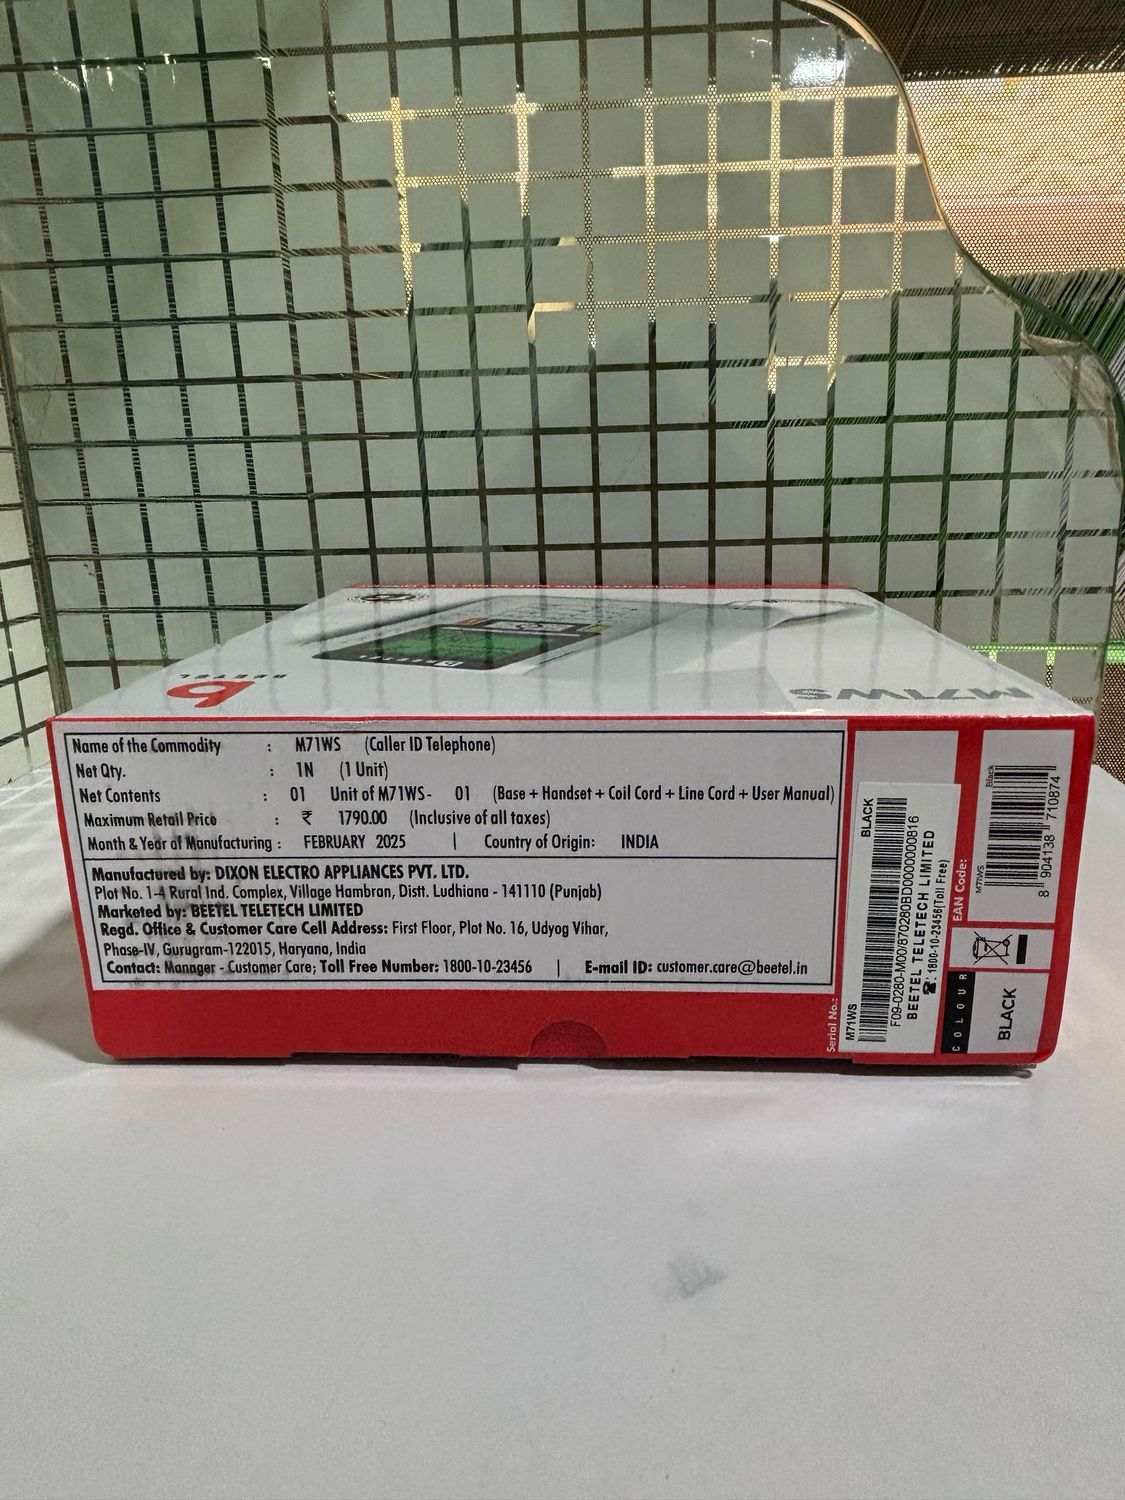 BEETEL
BEETEL
M71WS
Name of the Commodity : M71WS (Caller ID Telephone)
Net Qty. : 1N (1 Unit)
Net Contents : 01 Unit of M71WS - 01 (Base + Handset + Coil Cord + Line Cord + User Manual)
Maximum Retail Price : ₹ 1790.00 (Inclusive of all taxes)
Month & Year of Manufacturing : FEBRUARY 2025 | Country of Origin: INDIA
Manufactured by: DIXON ELECTRO APPLIANCES PVT. LTD.
Plot No. 1-4 Rural Ind. Complex, Village Hambran, Distt. Ludhiana - 141110 (Punjab)
Marketed by: BEETEL TELETECH LIMITED
Regd. Office & Customer Care Cell Address: First Floor, Plot No. 16, Udyog Vihar,
Phase-IV, Gurugram-122015, Haryana, India
Contact: Manager - Customer Care; Toll Free Number: 1800-10-23456 | E-mail ID: customer.care@beetel.in
Serial No.:
M71WS BLACK
F09-0280-M00/870280BD0000000816
BEETEL TELETECH LIMITED
☎: 1800-10-23456(Toll Free)
EAN Code:
M71WS Black
8 904138 710874
COLOUR
BLACK